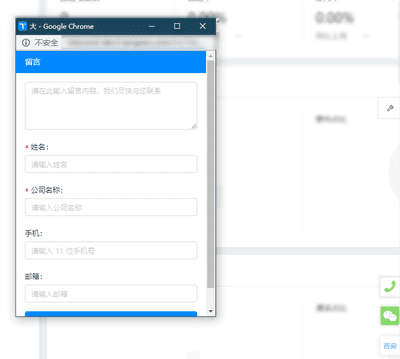 大 - Google Chrome
不安全
留言
请在此输入留言内容，我们尽快与您联系
* 姓名：
请输入姓名
* 公司名称：
请输入公司名称
手机：
请输入 11 位手机号
邮箱：
请输入邮箱
0.00%
咨询